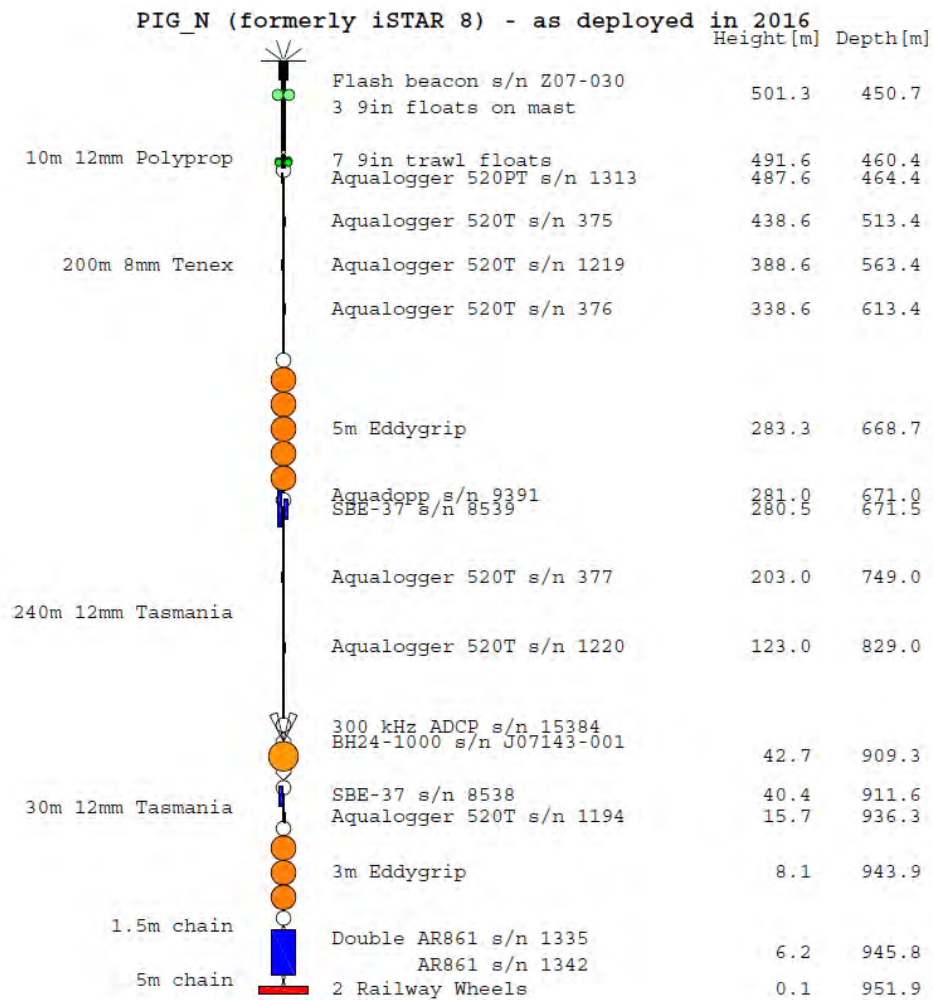 PIG_N (formerly iSTAR 8) - as deployed in 2016
Height[m] Depth[m]
Flash beacon s/n Z07-030
3 9in floats on mast 501.3 450.7
10m 12mm Polyprop 7 9in trawl floats 491.6 460.4
Aqualogger 520PT s/n 1313 487.6 464.4
Aqualogger 520T s/n 375 438.6 513.4
200m 8mm Tenex Aqualogger 520T s/n 1219 388.6 563.4
Aqualogger 520T s/n 376 338.6 613.4
5m Eddygrip 283.3 668.7
Aquadopp s/n 9391 281.0 671.0
SBE-37 s/n 8539 280.5 671.5
Aqualogger 520T s/n 377 203.0 749.0
240m 12mm Tasmania
Aqualogger 520T s/n 1220 123.0 829.0
300 kHz ADCP s/n 15384
BH24-1000 s/n J07143-001
42.7 909.3
SBE-37 s/n 8538 40.4 911.6
30m 12mm Tasmania
Aqualogger 520T s/n 1194 15.7 936.3
3m Eddygrip 8.1 943.9
1.5m chain
Double AR861 s/n 1335
6.2 945.8
AR861 s/n 1342
5m chain
2 Railway Wheels 0.1 951.9